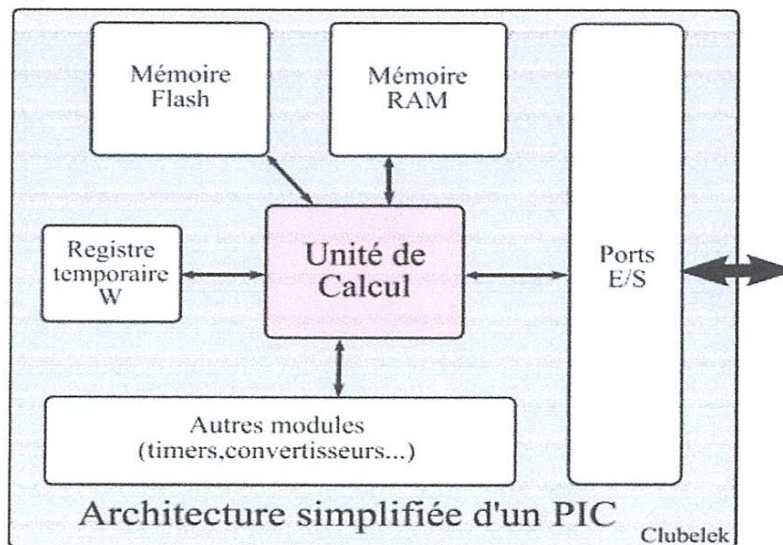 Mémoire
Flash
Mémoire
RAM
Registre
temporaire
W
Unité de
Calcul
Ports
E/S
Autres modules
(timers,convertisseurs...)
Architecture simplifiée d'un PIC
Clubelek